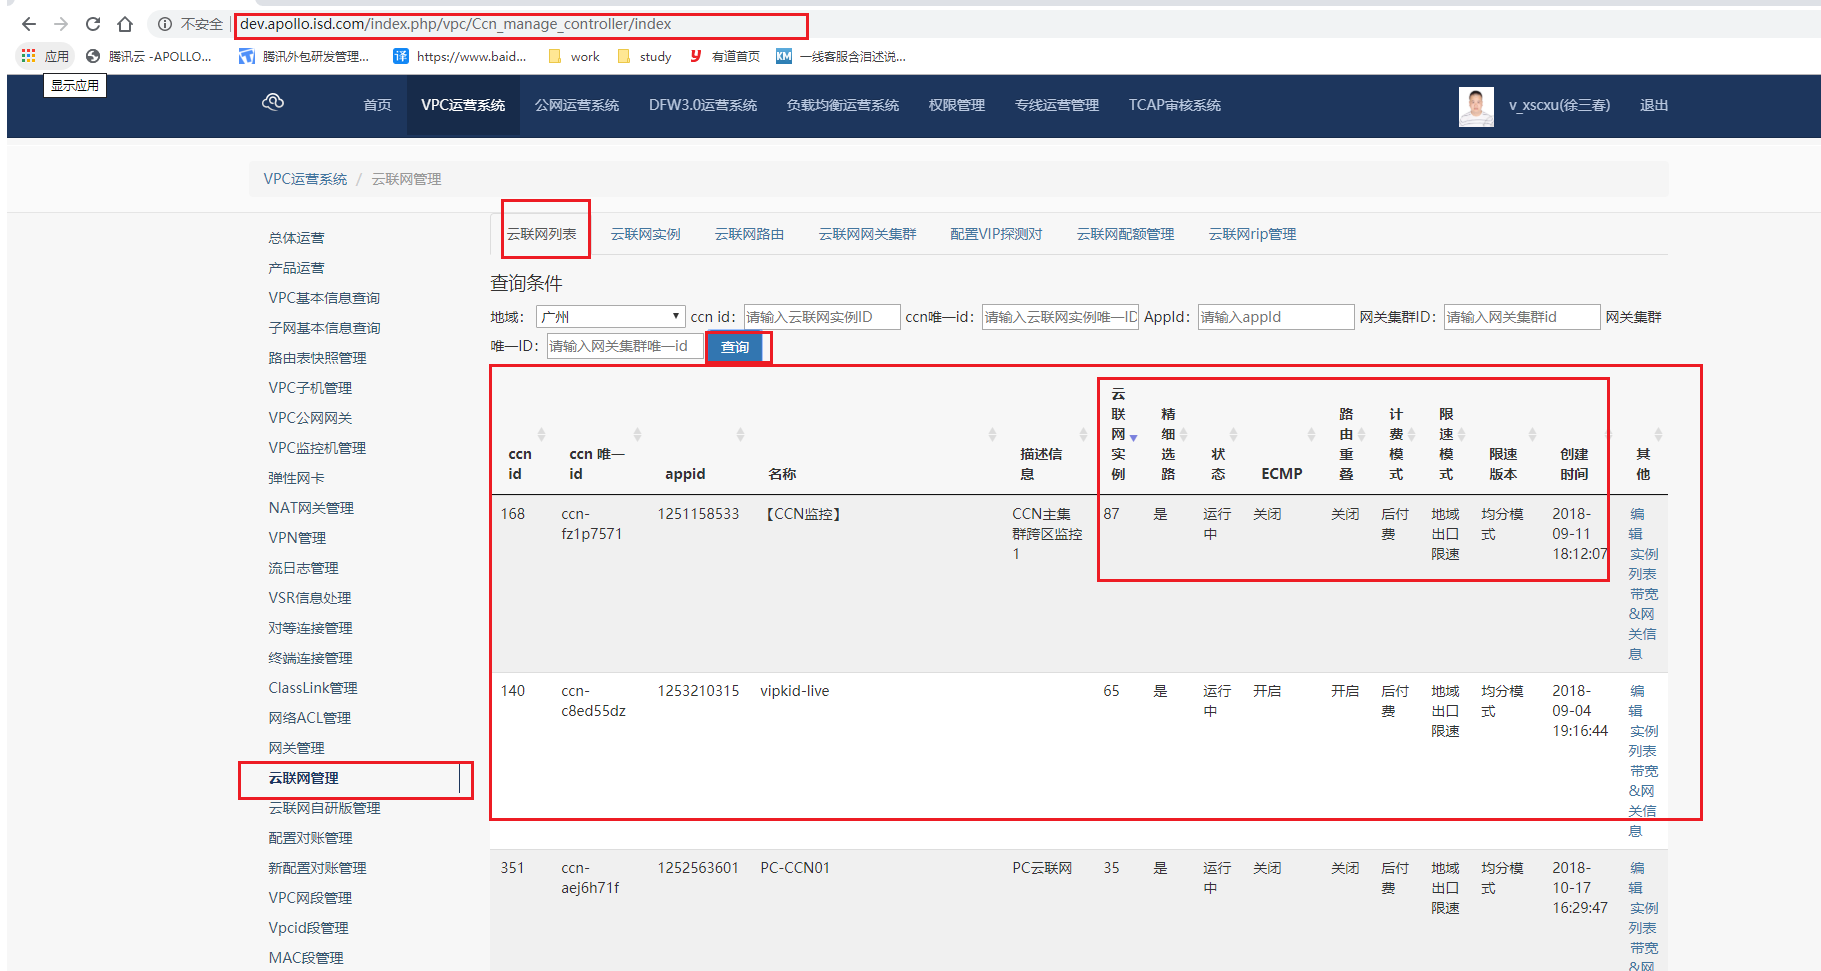 不安全 dev.apollo.isd.com/index.php/vpc/Ccn_manage_controller/index
应用 腾讯云 -APOLLO... 腾讯外包研发管理... 译 https://www.baid... work study y 有道首页 KM 一线客服含泪述说...
显示应用
首页 VPC运营系统 公网运营系统 DFW3.0运营系统 负载均衡运营系统 权限管理 专线运营管理 TCAP审核系统 v_xscxu(徐三春) 退出
VPC运营系统 / 云联网管理
总体运营
产品运营
VPC基本信息查询
子网基本信息查询
路由表快照管理
VPC子机管理
VPC公网网关
VPC监控机管理
弹性网卡
NAT网关管理
VPN管理
流日志管理
VSR信息处理
对等连接管理
终端连接管理
ClassLink管理
网络ACL管理
网关管理
云联网管理
云联网自研版管理
配置对账管理
新配置对账管理
VPC网段管理
Vpcid段管理
MAC段管理
云联网列表 云联网实例 云联网路由 云联网网关集群 配置VIP探测对 云联网配额管理 云联网rip管理
查询条件
地域： 广州 ccn id： 请输入云联网实例ID ccn唯一id： 请输入云联网实例唯一ID AppId： 请输入appId 网关集群ID： 请输入网关集群id 网关集群
唯一ID： 请输入网关集群唯一id 查询
ccn
id
ccn 唯一
id
appid
名称
描述信
息
云
联
网
实
例
精
细
选
路
状
态
ECMP
路
由
重
叠
计
费
模
式
限
速
模
式
限速
版本
创建
时间
其
他
168
ccn-
fz1p7571
1251158533
【CCN监控】
CCN主集
群跨区监控
1
87
是
运行
中
关闭
关闭
后付
费
地域
出口
限速
均分模
式
2018-
09-11
18:12:07
编
辑
实例
列表
带宽
&网
关信
息
140
ccn-
c8ed55dz
1253210315
vipkid-live
65
是
运行
中
开启
开启
后付
费
地域
出口
限速
均分模
式
2018-
09-04
19:16:44
编
辑
实例
列表
带宽
&网
关信
息
351
ccn-
aej6h71f
1252563601
PC-CCN01
PC云联网
35
是
运行
中
关闭
关闭
后付
费
地域
出口
限速
均分模
式
2018-
10-17
16:29:47
编
辑
实例
列表
带宽
&网